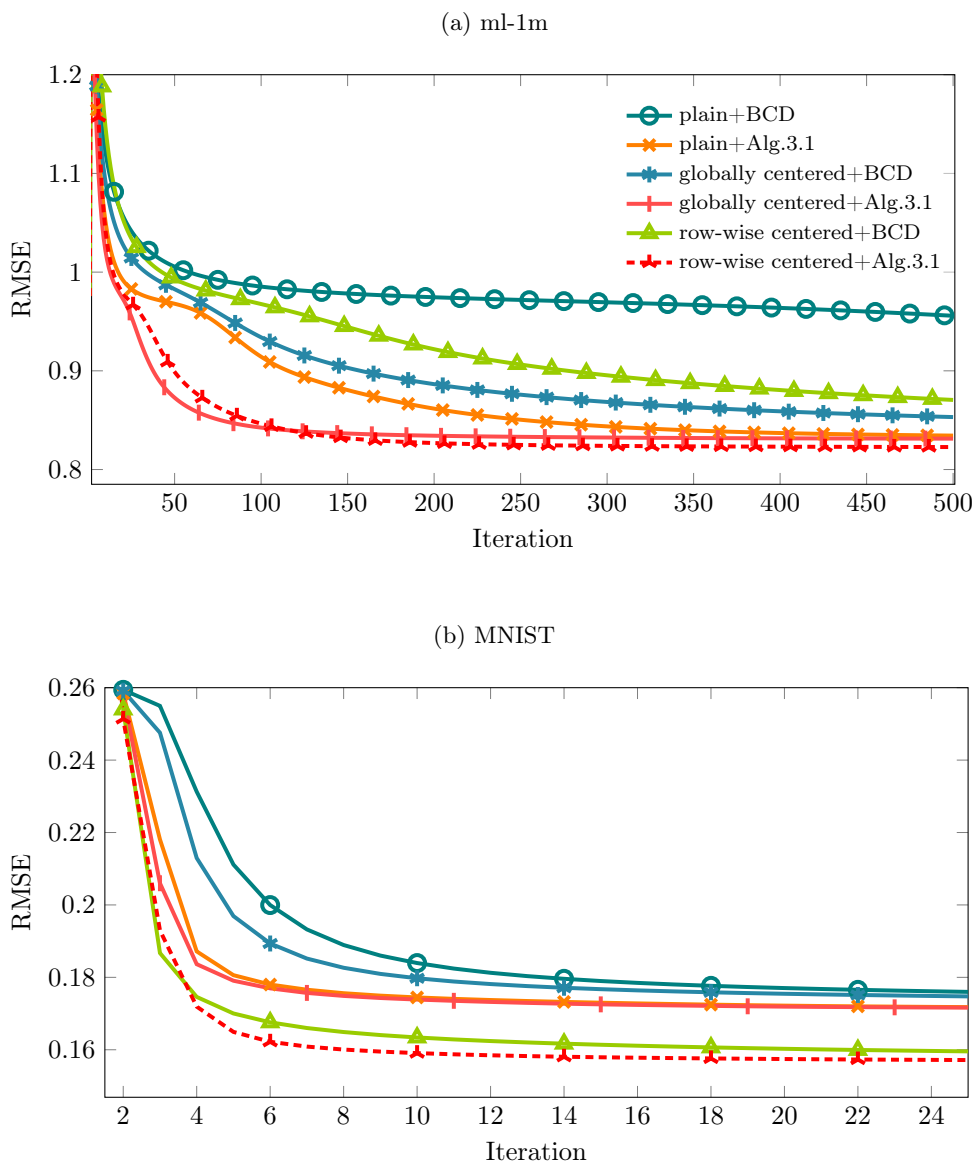 (a) ml-1m
1.2
1.1
1
0.9
0.8
RMSE
plain+BCD
plain+Alg.3.1
globally centered+BCD
globally centered+Alg.3.1
row-wise centered+BCD
row-wise centered+Alg.3.1
50 100 150 200 250 300 350 400 450 500
Iteration
(b) MNIST
0.26
0.24
0.22
0.2
0.18
0.16
RMSE
2 4 6 8 10 12 14 16 18 20 22 24
Iteration